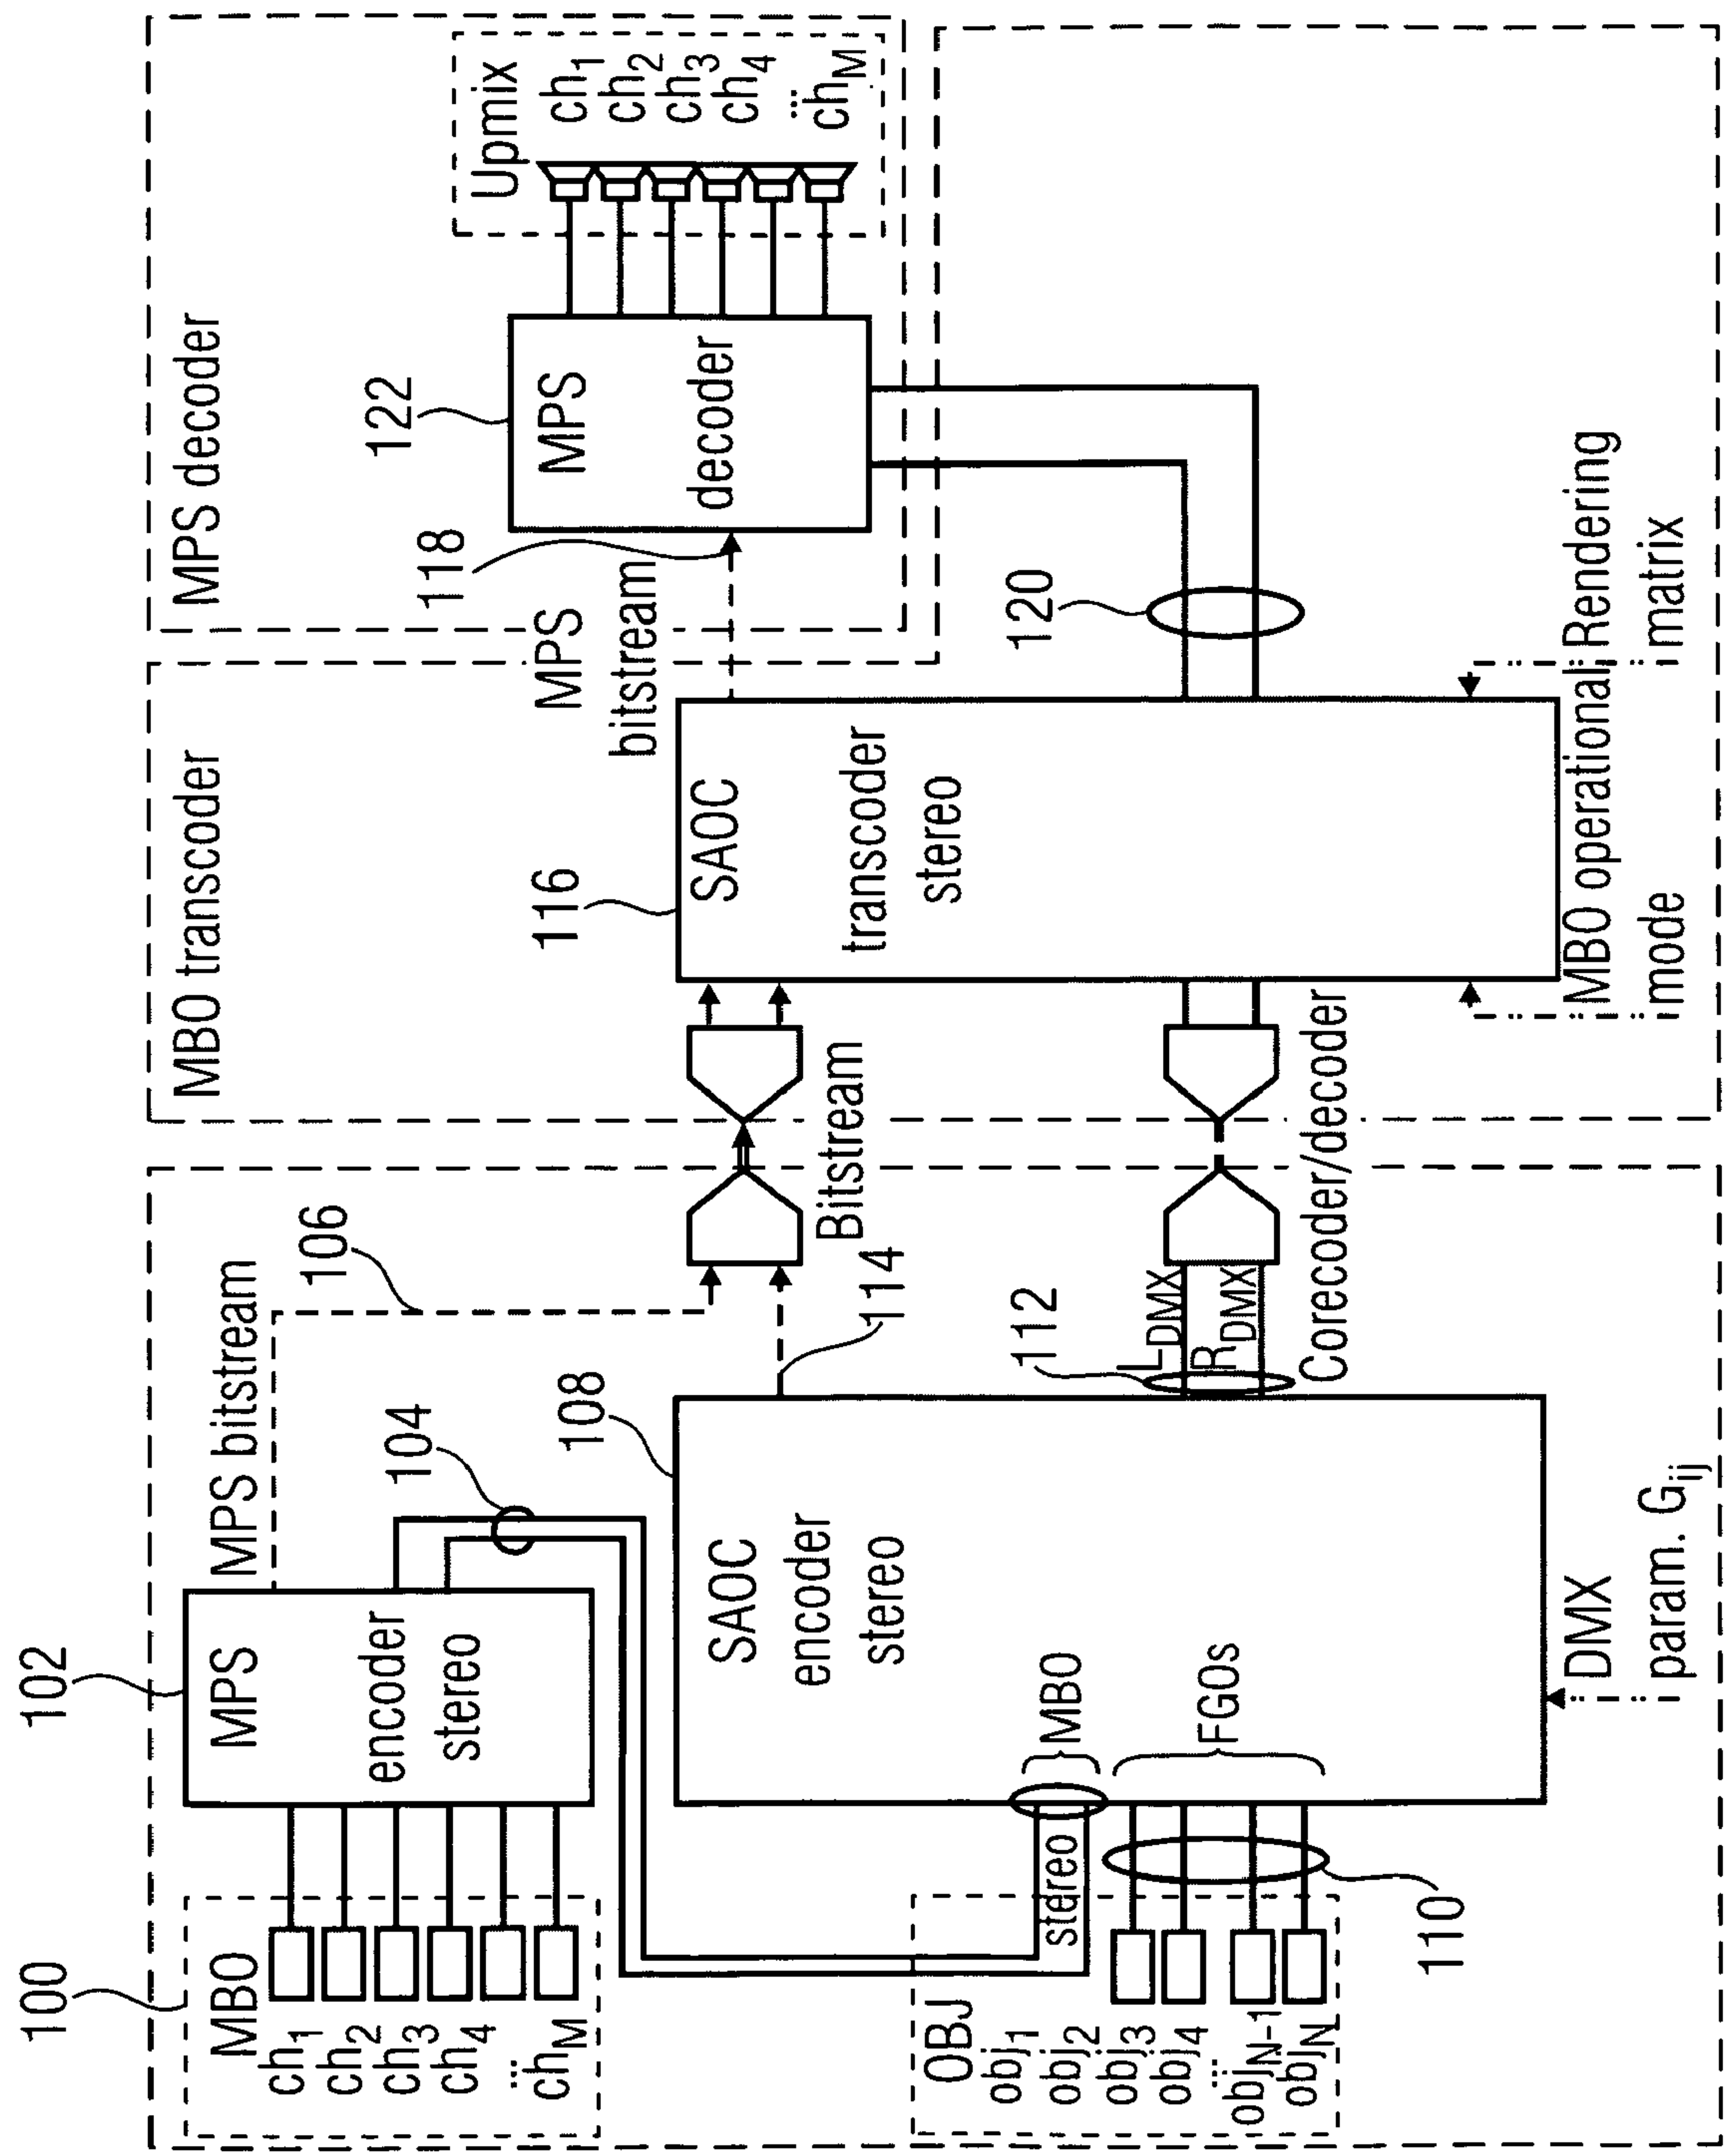 100
MBO
ch1
ch2
ch3
ch4
...
chM
102
MPS
encoder
stereo
MPS bitstream
106
104
108
SAOC
encoder
stereo
MBO
FGOs
OBJ
obj1
obj2
obj3
obj4
...
objN-1
objN
stereo
110
DMX
param. Gij
112
LDMX
RDMX
114
Bitstream
Corecoder/decoder
MBO transcoder
116
SAOC
transcoder
stereo
MBO operational
mode
Rendering
matrix
MPS
bitstream
118
120
MPS decoder
122
MPS
decoder
Upmix
ch1
ch2
ch3
ch4
...
chM